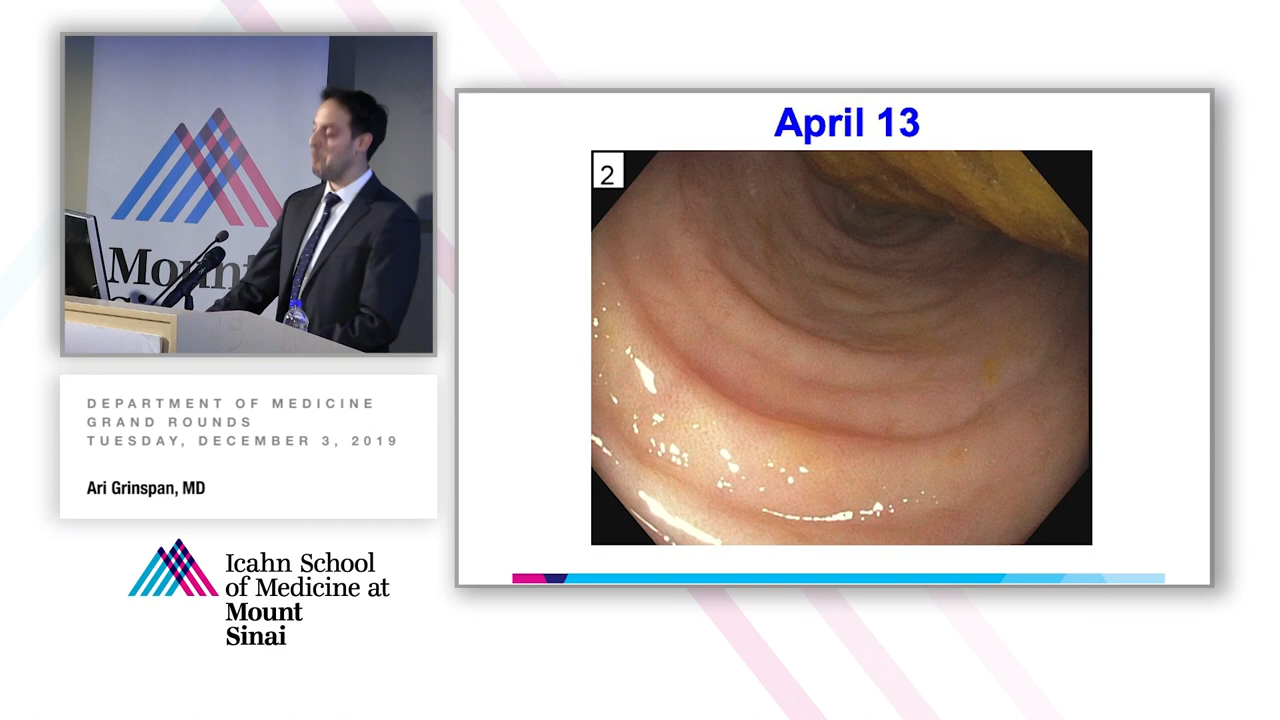 Mount
DEPARTMENT OF MEDICINE
GRAND ROUNDS
TUESDAY, DECEMBER 3, 2019
Ari Grinspan, MD
Icahn School
of Medicine at
Mount
Sinai
April 13
2